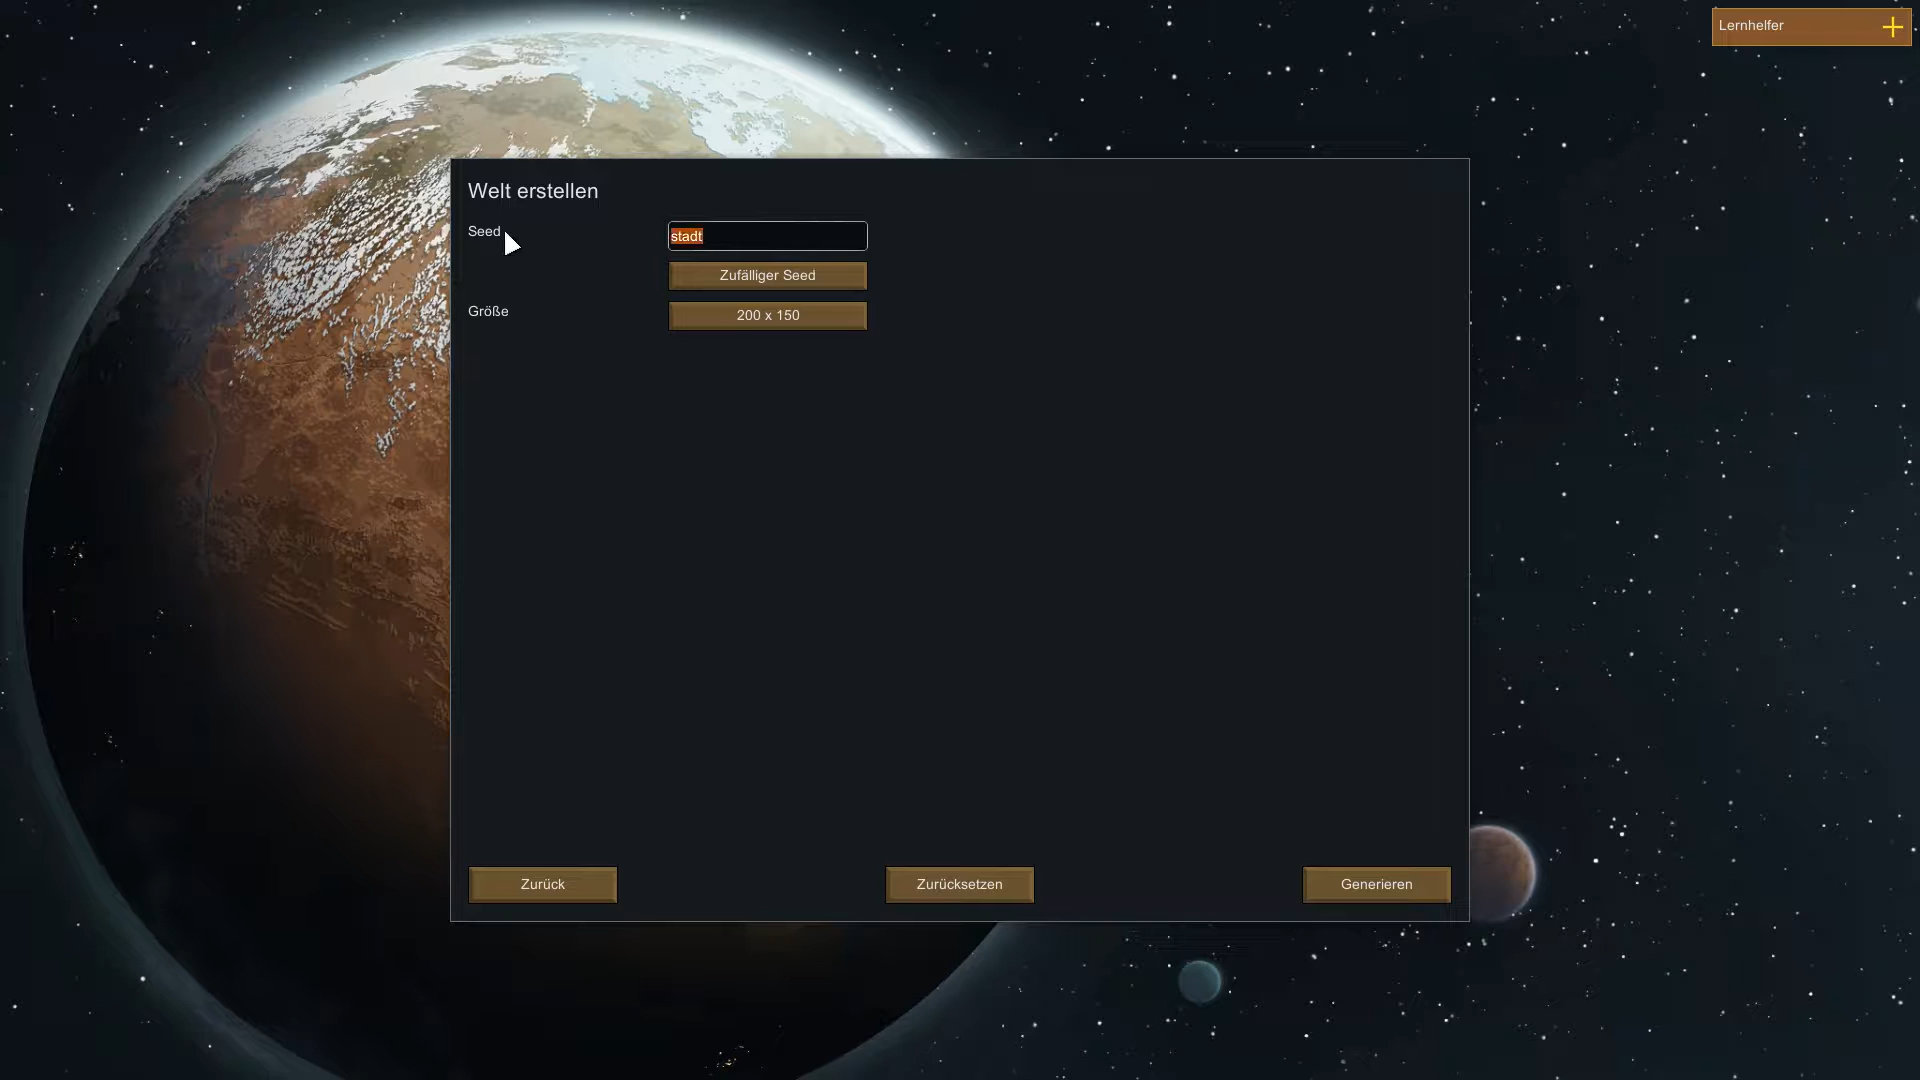 Lernhelfer
Welt erstellen
Seed
stadt
Zufälliger Seed
Größe
200 x 150
Zurück
Zurücksetzen
Generieren